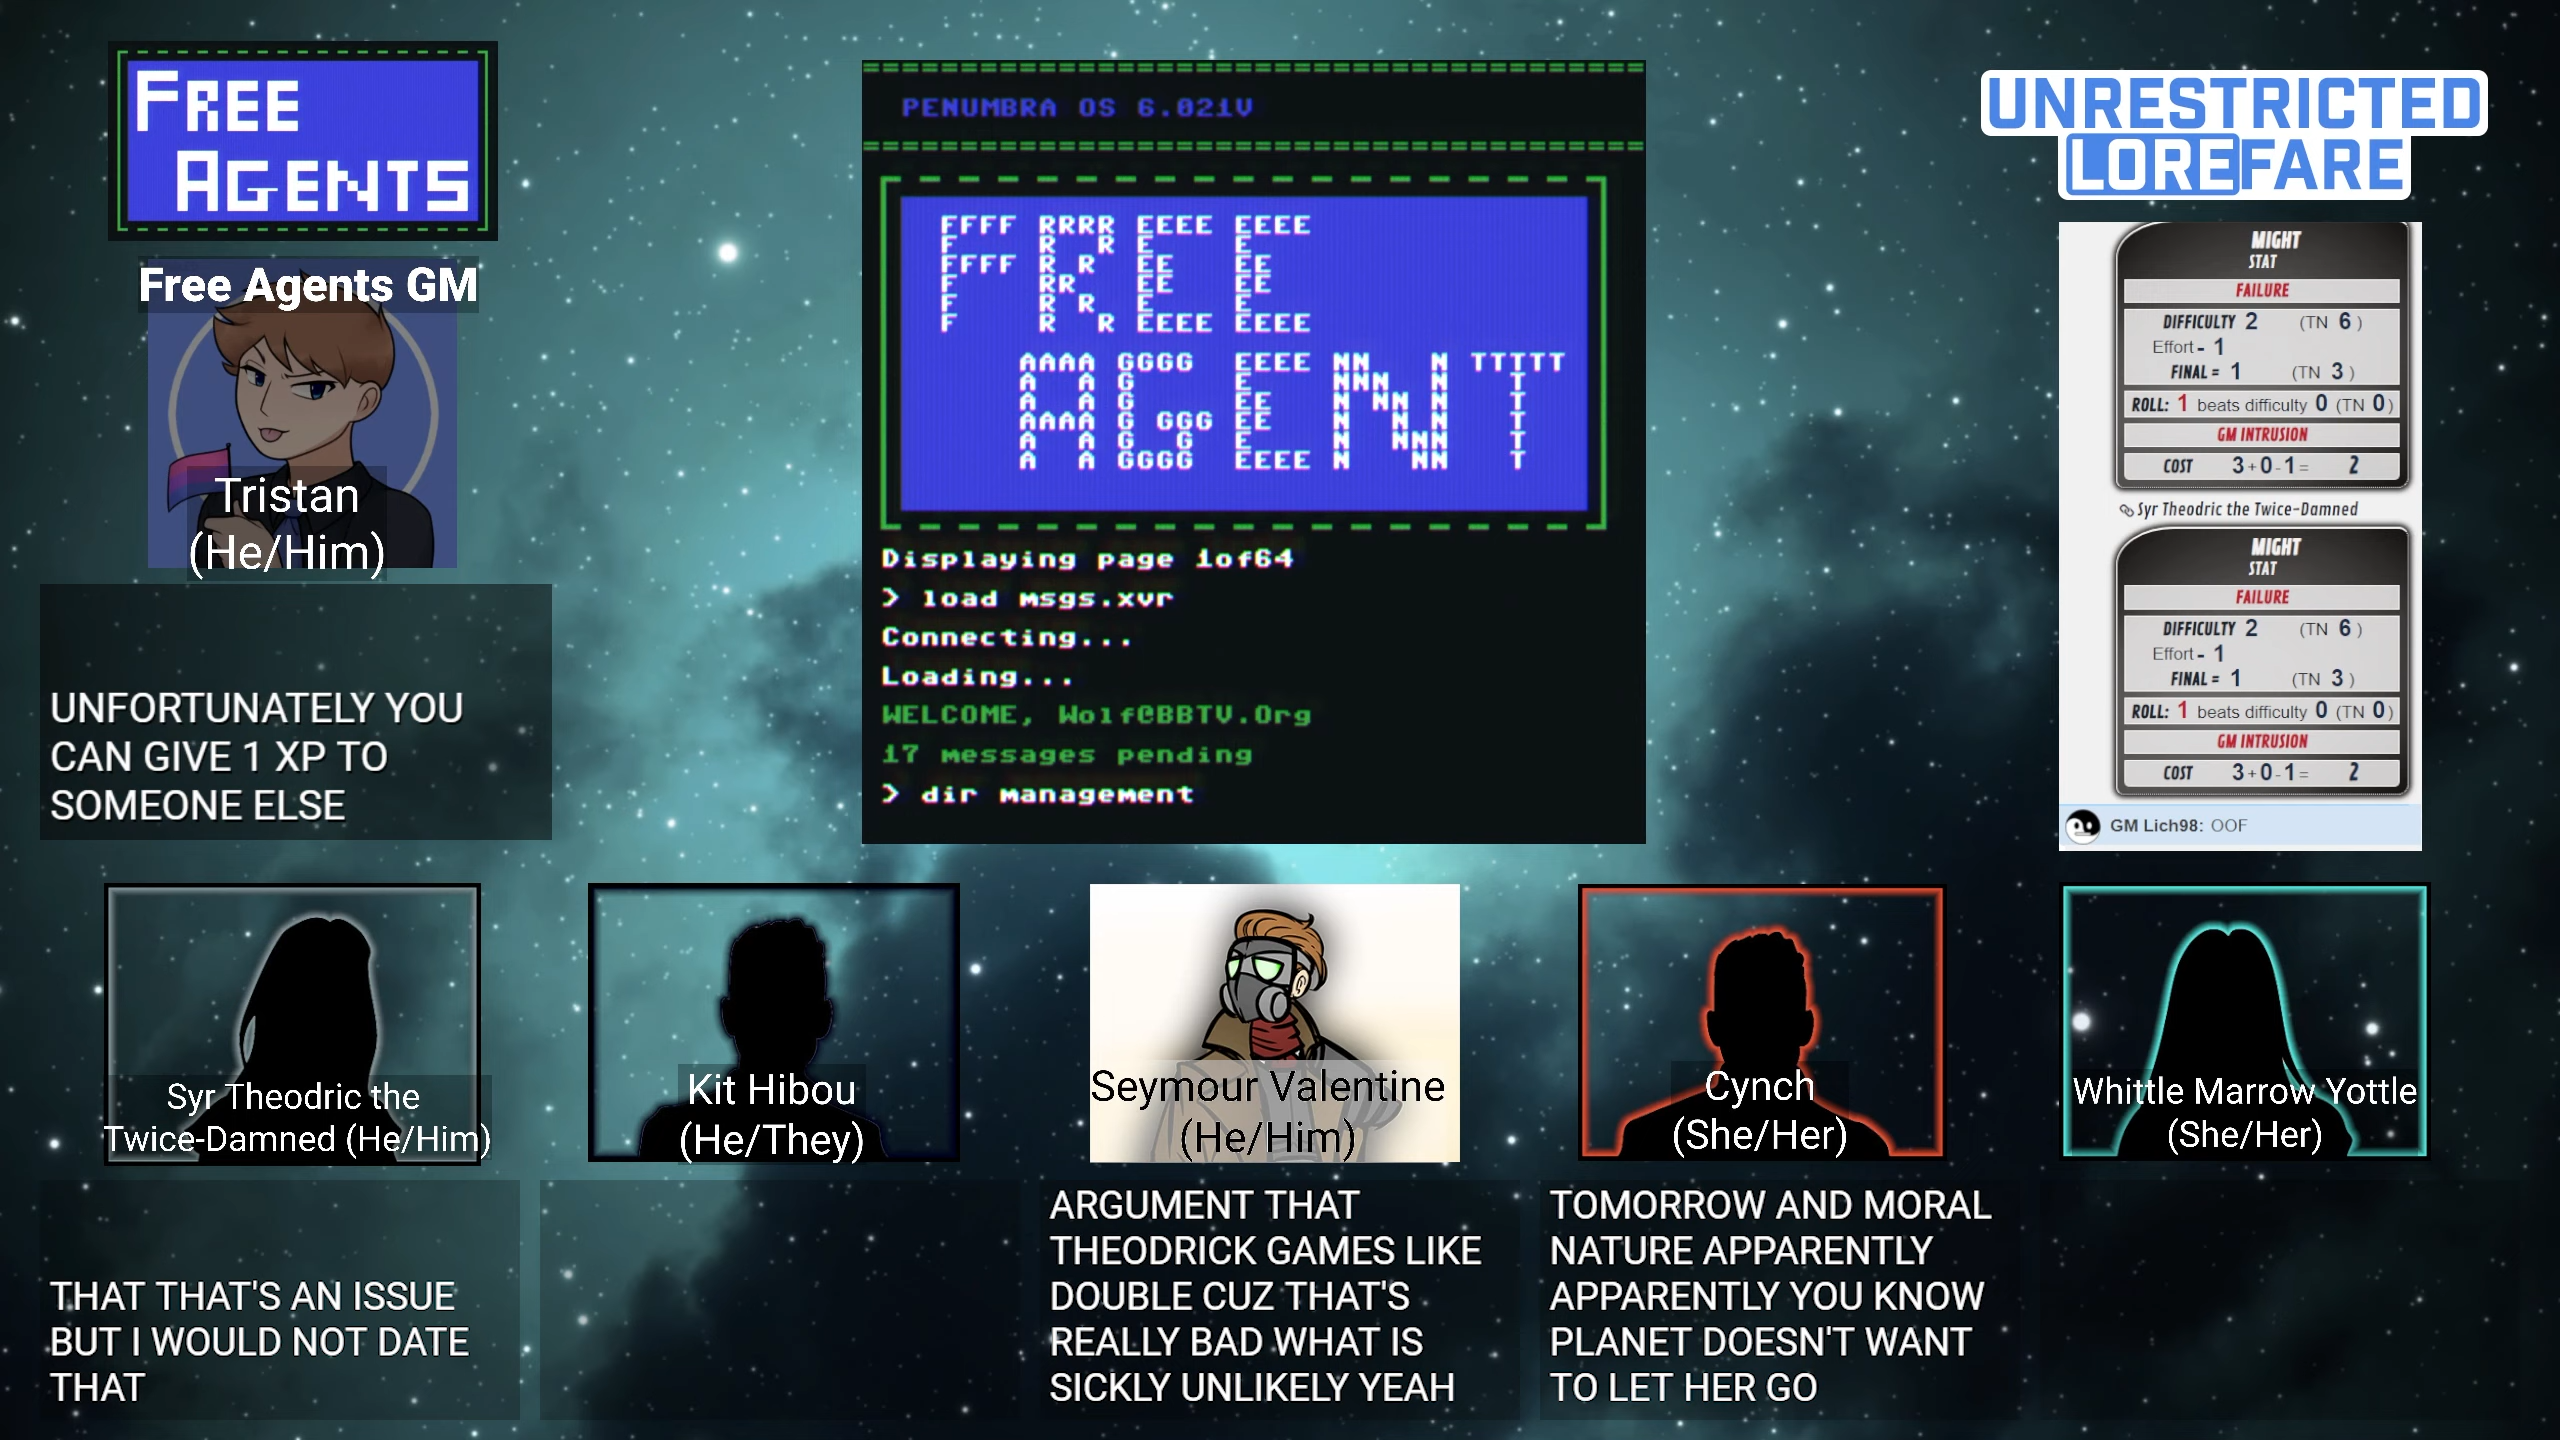 FREE
AGENTS
Free Agents GM
Tristan
(He/Him)
UNFORTUNATELY YOU
CAN GIVE 1 XP TO
SOMEONE ELSE
================================
PENUMBRA OS 6.021V
================================
FREE
AGENT
Displaying page 1of64
> load msgs.xvr
Connecting...
Loading...
WELCOME, Wolf@BBTV.Org
17 messages pending
> dir management
UNRESTRICTED
LOREFARE
MIGHT
STAT
FAILURE
DIFFICULTY 2 (TN 6 )
Effort - 1
FINAL = 1 (TN 3 )
ROLL: 1 beats difficulty 0 (TN 0 )
GM INTRUSION
COST 3+0-1= 2
Syr Theodric the Twice-Damned
MIGHT
STAT
FAILURE
DIFFICULTY 2 (TN 6 )
Effort - 1
FINAL = 1 (TN 3 )
ROLL: 1 beats difficulty 0 (TN 0 )
GM INTRUSION
COST 3+0-1= 2
GM Lich98: OOF
Syr Theodric the
Twice-Damned (He/Him)
Kit Hibou
(He/They)
Seymour Valentine
(He/Him)
Cynch
(She/Her)
Whittle Marrow Yottle
(She/Her)
THAT THAT'S AN ISSUE
BUT I WOULD NOT DATE
THAT
ARGUMENT THAT
THEODRICK GAMES LIKE
DOUBLE CUZ THAT'S
REALLY BAD WHAT IS
SICKLY UNLIKELY YEAH
TOMORROW AND MORAL
NATURE APPARENTLY
APPARENTLY YOU KNOW
PLANET DOESN'T WANT
TO LET HER GO